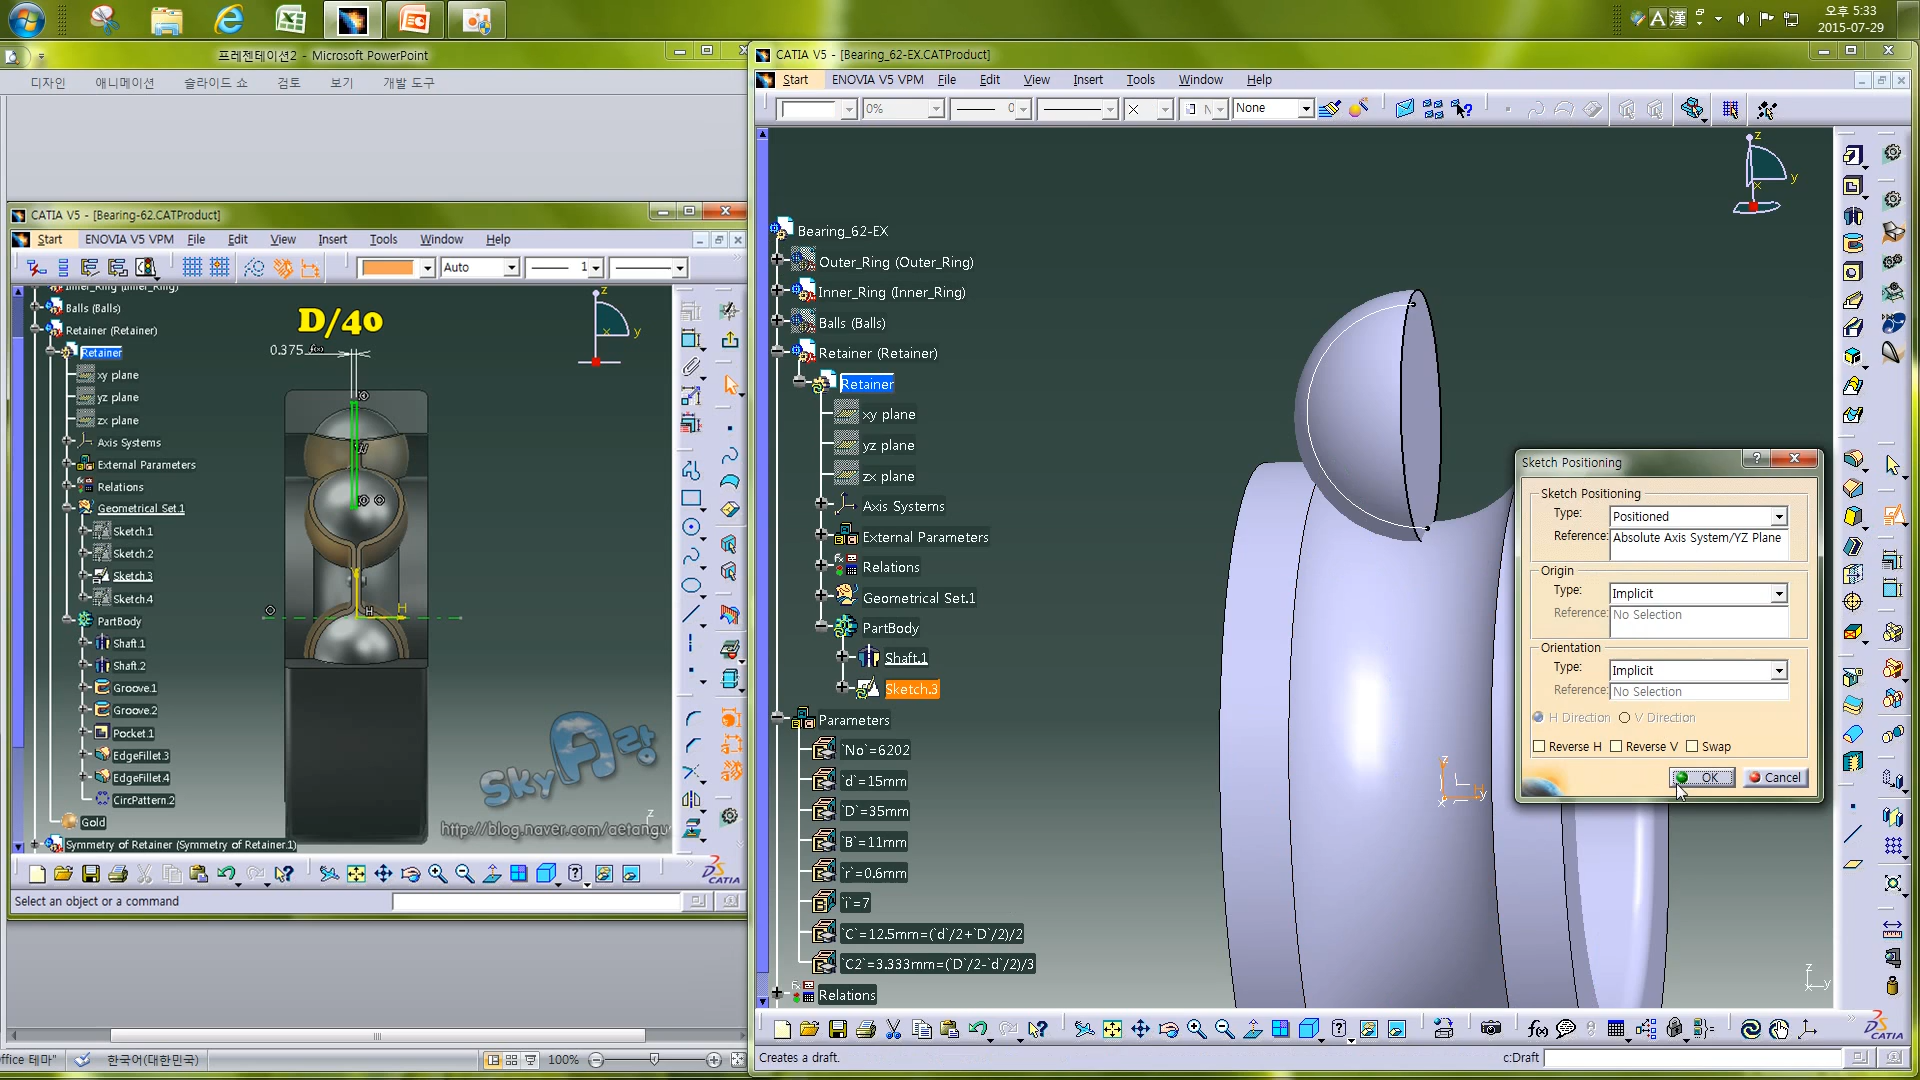 오후 5:33
2015-07-29
프레젠테이션2 - Microsoft PowerPoint
디자인 애니메이션 슬라이드 쇼 검토 보기 개발 도구
CATIA V5 - [Bearing-62.CATProduct]
Start ENOVIA V5 VPM File Edit View Insert Tools Window Help
Auto 1
Inner_Ring (Inner_Ring)
Balls (Balls)
Retainer (Retainer)
Retainer
xy plane
yz plane
zx plane
Axis Systems
External Parameters
Relations
Geometrical Set.1
Sketch.1
Sketch.2
Sketch.3
Sketch.4
PartBody
Shaft.1
Shaft.2
Groove.1
Groove.2
Pocket.1
EdgeFillet.3
EdgeFillet.4
CircPattern.2
Gold
Symmetry of Retainer (Symmetry of Retainer.1)
D/40
0.375
H
z
y
x
Sky A랑
http://blog.naver.com/aetangu
CATIA
Select an object or a command
office 테마" 한국어(대한민국) 100%
CATIA V5 - [Bearing_62-EX.CATProduct]
Start ENOVIA V5 VPM File Edit View Insert Tools Window Help
0% 0 None
Bearing_62-EX
Outer_Ring (Outer_Ring)
Inner_Ring (Inner_Ring)
Balls (Balls)
Retainer (Retainer)
Retainer
xy plane
yz plane
zx plane
Axis Systems
External Parameters
Relations
Geometrical Set.1
PartBody
Shaft.1
Sketch.3
Parameters
`No`=6202
`d`=15mm
`D`=35mm
`B`=11mm
`r`=0.6mm
`i`=7
`C`=12.5mm=(`d`/2+`D`/2)/2
`C2`=3.333mm=(`D`/2-`d`/2)/3
Relations
Sketch Positioning
Sketch Positioning
Type: Positioned
Reference: Absolute Axis System/YZ Plane
Origin
Type: Implicit
Reference: No Selection
Orientation
Type: Implicit
Reference: No Selection
H Direction V Direction
Reverse H Reverse V Swap
OK Cancel
z
y
x
CATIA
Creates a draft.
c:Draft